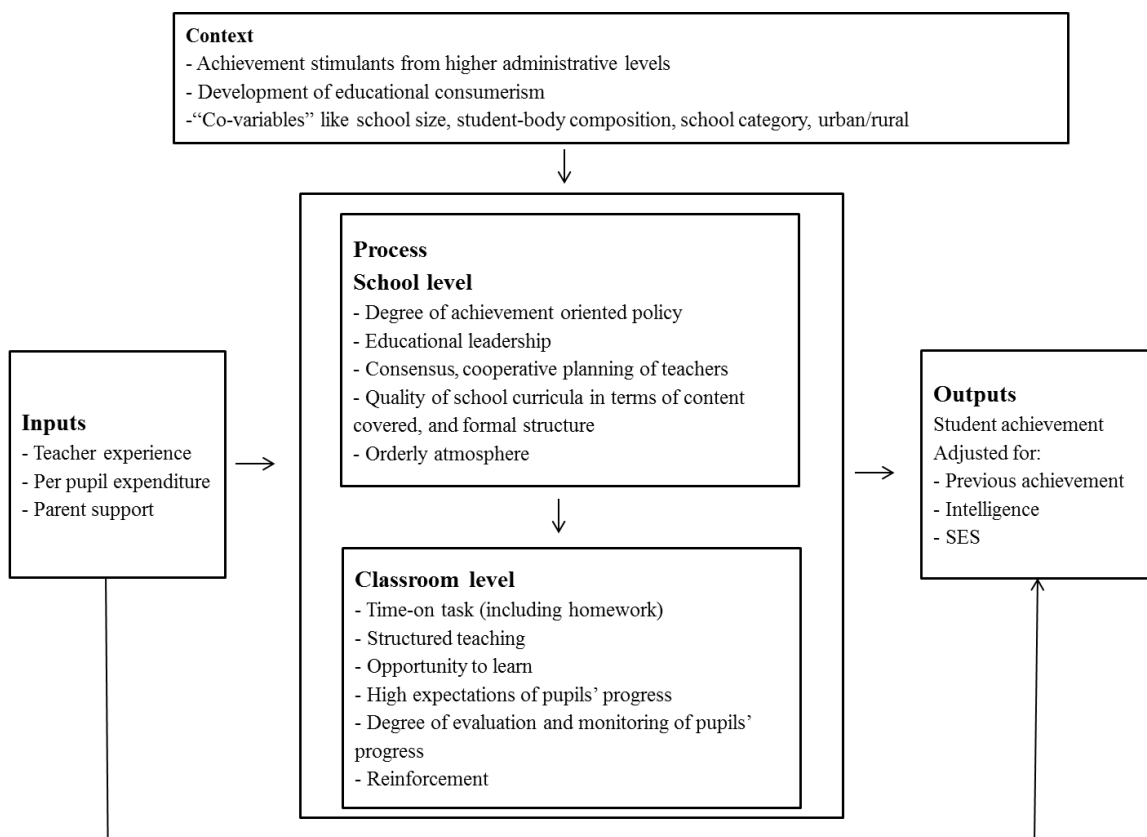 Context
- Achievement stimulants from higher administrative levels
- Development of educational consumerism
-“Co-variables” like school size, student-body composition, school category, urban/rural
Process
School level
- Degree of achievement oriented policy
- Educational leadership
- Consensus, cooperative planning of teachers
- Quality of school curricula in terms of content
covered, and formal structure
- Orderly atmosphere
Inputs
- Teacher experience
- Per pupil expenditure
- Parent support
Outputs
Student achievement
Adjusted for:
- Previous achievement
- Intelligence
- SES
Classroom level
- Time-on task (including homework)
- Structured teaching
- Opportunity to learn
- High expectations of pupils’ progress
- Degree of evaluation and monitoring of pupils’
progress
- Reinforcement